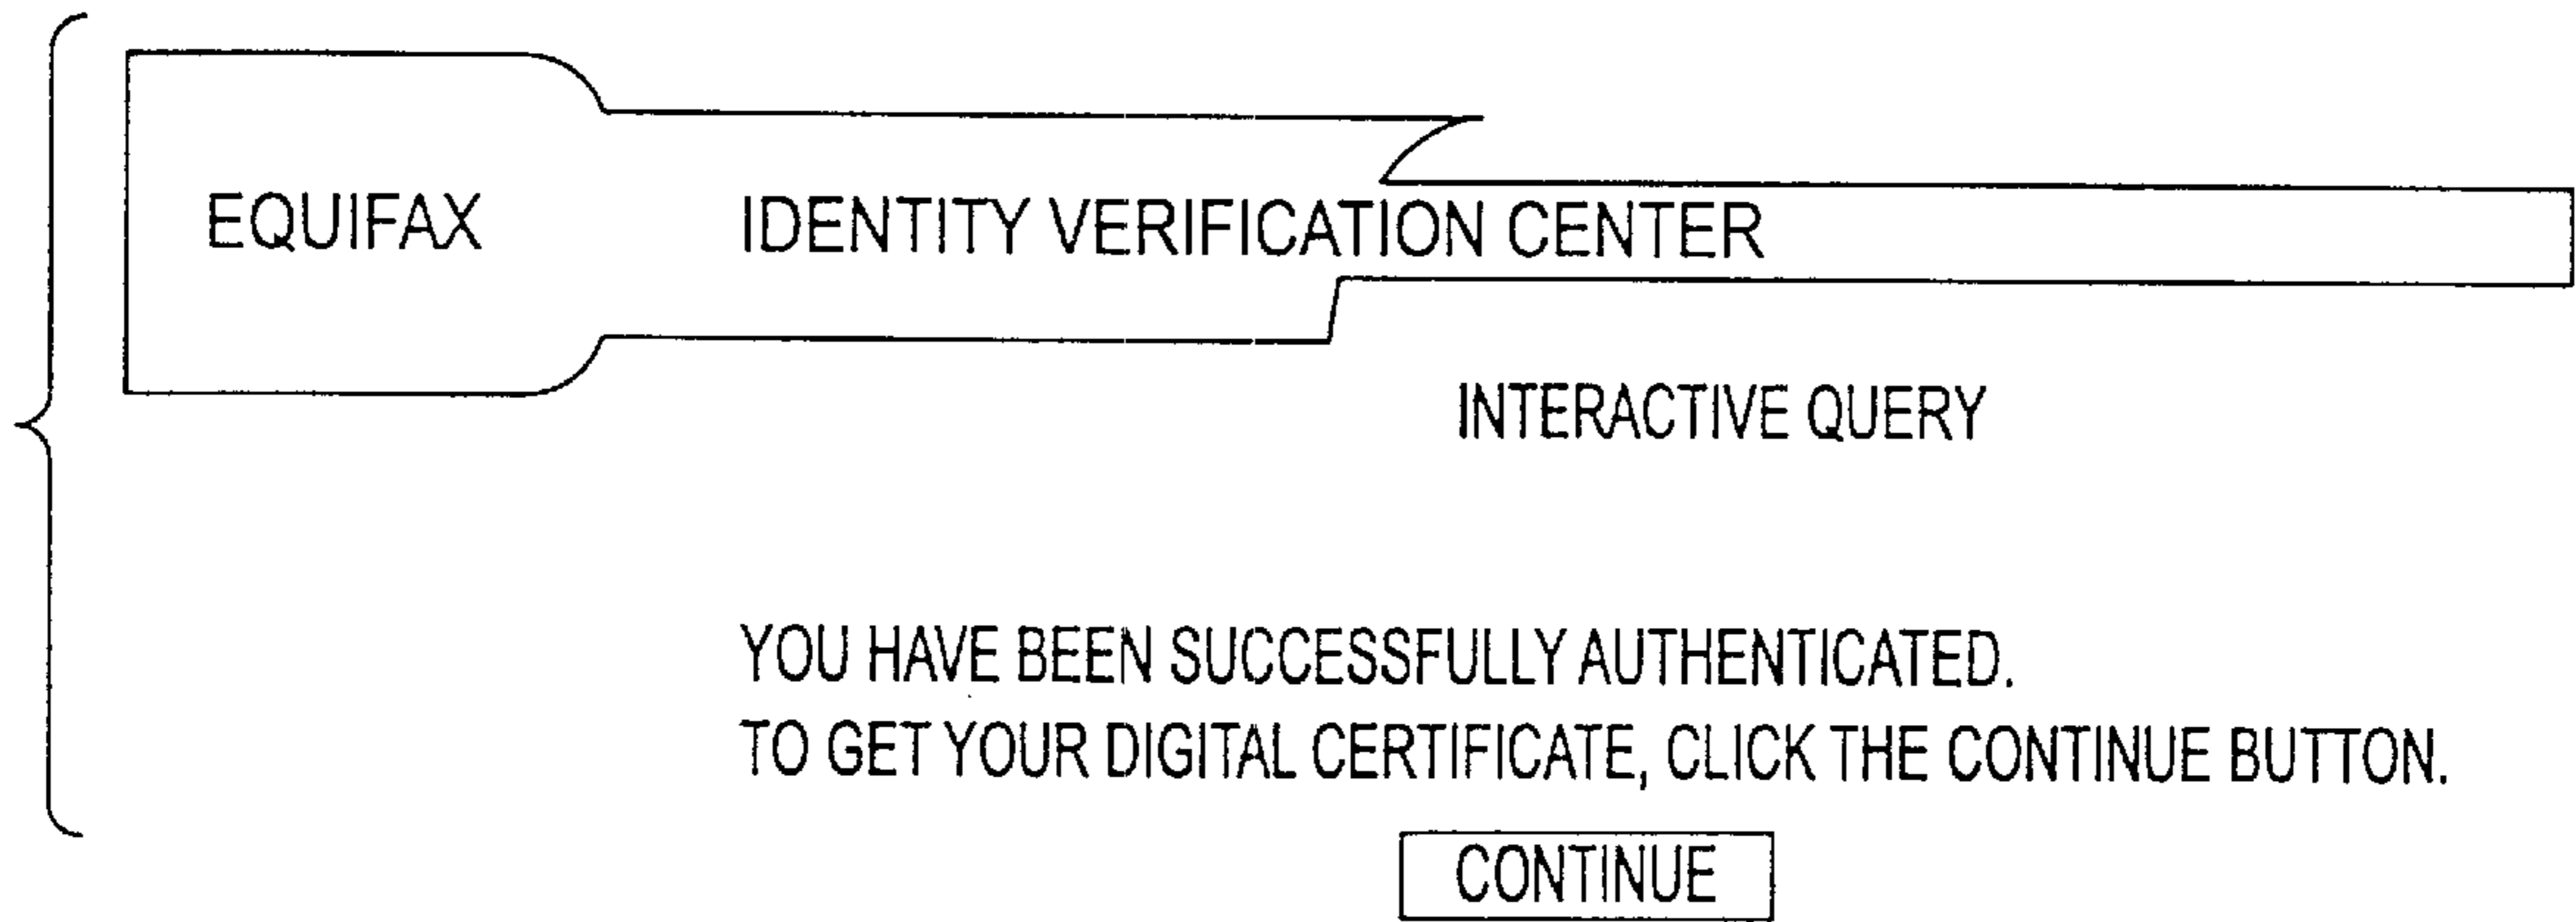 EQUIFAX IDENTITY VERIFICATION CENTER
INTERACTIVE QUERY
YOU HAVE BEEN SUCCESSFULLY AUTHENTICATED.
TO GET YOUR DIGITAL CERTIFICATE, CLICK THE CONTINUE BUTTON.
CONTINUE